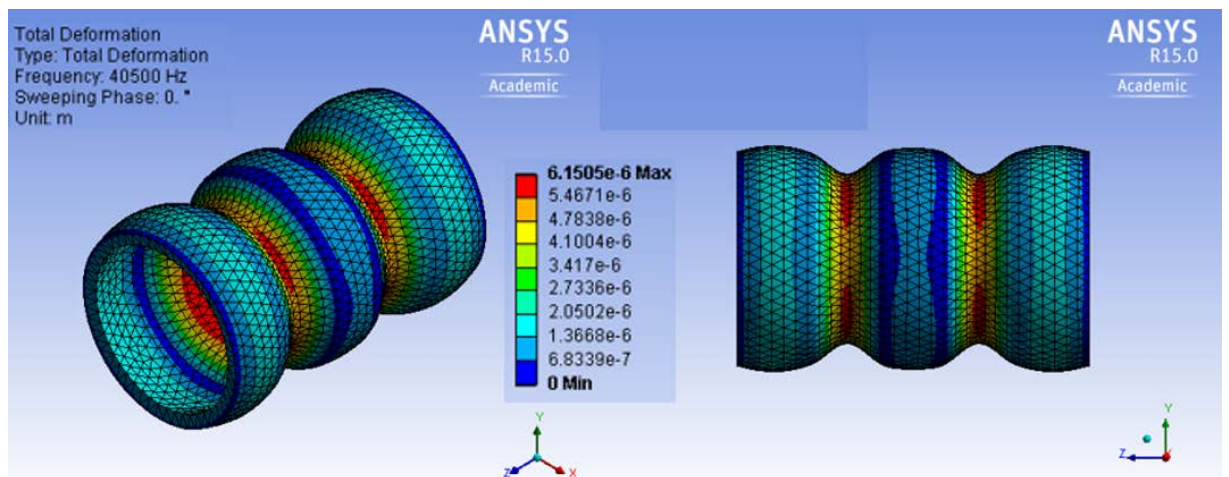 Total Deformation
Type: Total Deformation
Frequency: 40500 Hz
Sweeping Phase: 0. °
Unit: m
ANSYS
R15.0
Academic
6.1505e-6 Max
5.4671e-6
4.7838e-6
4.1004e-6
3.417e-6
2.7336e-6
2.0502e-6
1.3668e-6
6.8339e-7
0 Min
Y
Z
X
ANSYS
R15.0
Academic
Y
Z